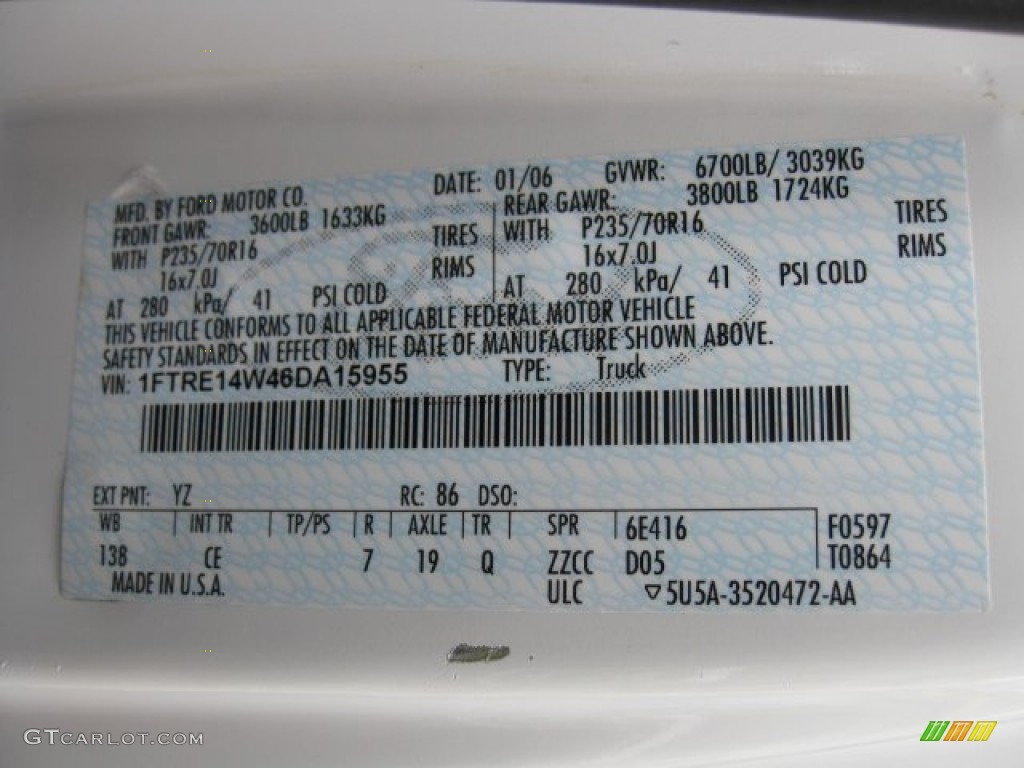 MFD. BY FORD MOTOR CO. DATE: 01/06 GVWR: 6700LB/ 3039KG
FRONT GAWR: 3600LB 1633KG REAR GAWR: 3800LB 1724KG
WITH P235/70R16 TIRES WITH P235/70R16 TIRES
16x7.0J RIMS 16x7.0J RIMS
AT 280 kPa/ 41 PSI COLD AT 280 kPa/ 41 PSI COLD
THIS VEHICLE CONFORMS TO ALL APPLICABLE FEDERAL MOTOR VEHICLE
SAFETY STANDARDS IN EFFECT ON THE DATE OF MANUFACTURE SHOWN ABOVE.
VIN: 1FTRE14W46DA15955 TYPE: Truck
EXT PNT: YZ RC: 86 DSO:
WB INT TR TP/PS R AXLE TR SPR 6E416 F0597
138 CE 7 19 Q ZZCC D05 T0864
MADE IN U.S.A. ULC ▽5U5A-3520472-AA
GTCARLOT.COM